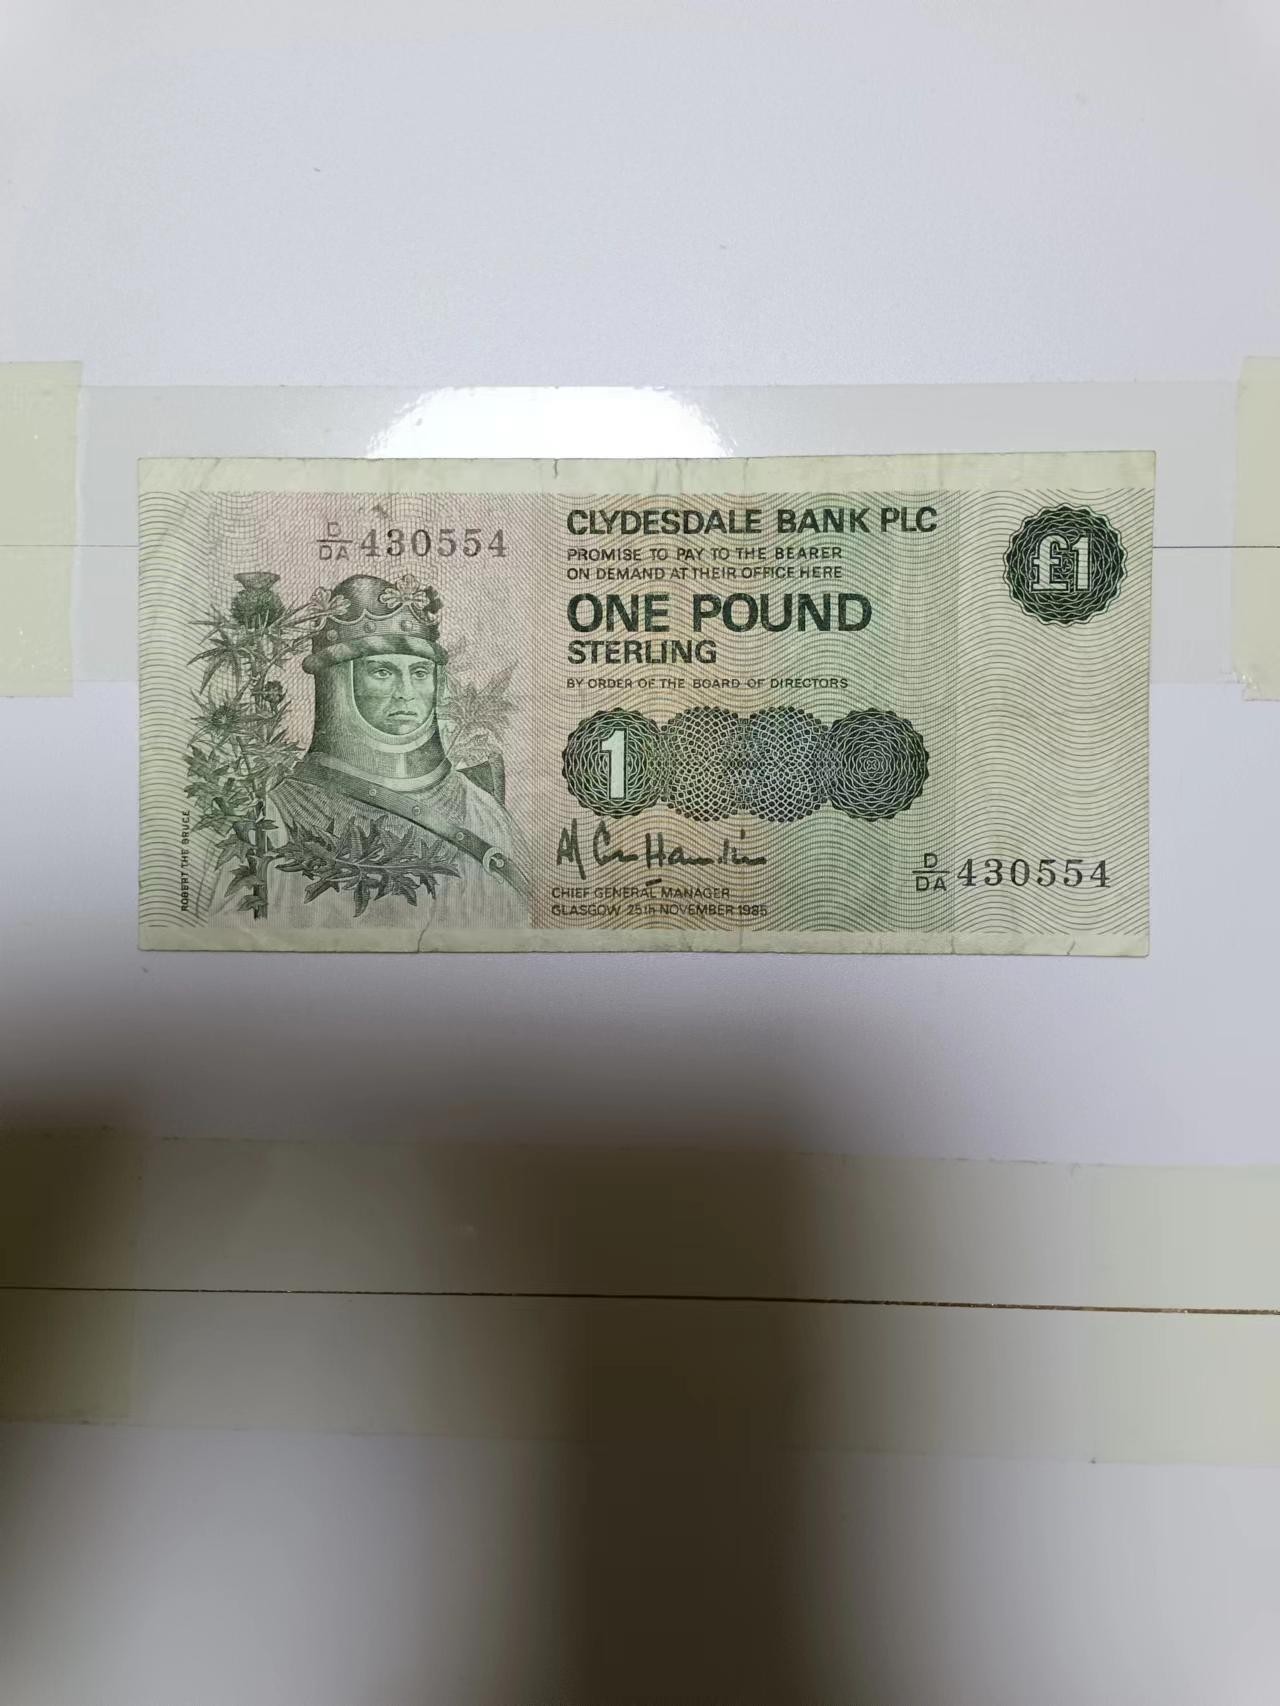 D/DA 430554
CLYDESDALE BANK PLC
PROMISE TO PAY TO THE BEARER
ON DEMAND AT THEIR OFFICE HERE
ONE POUND
STERLING
BY ORDER OF THE BOARD OF DIRECTORS
£1
1
CHIEF GENERAL MANAGER
GLASGOW 25th NOVEMBER 1985
D/DA 430554
ROBERT THE BRUCE